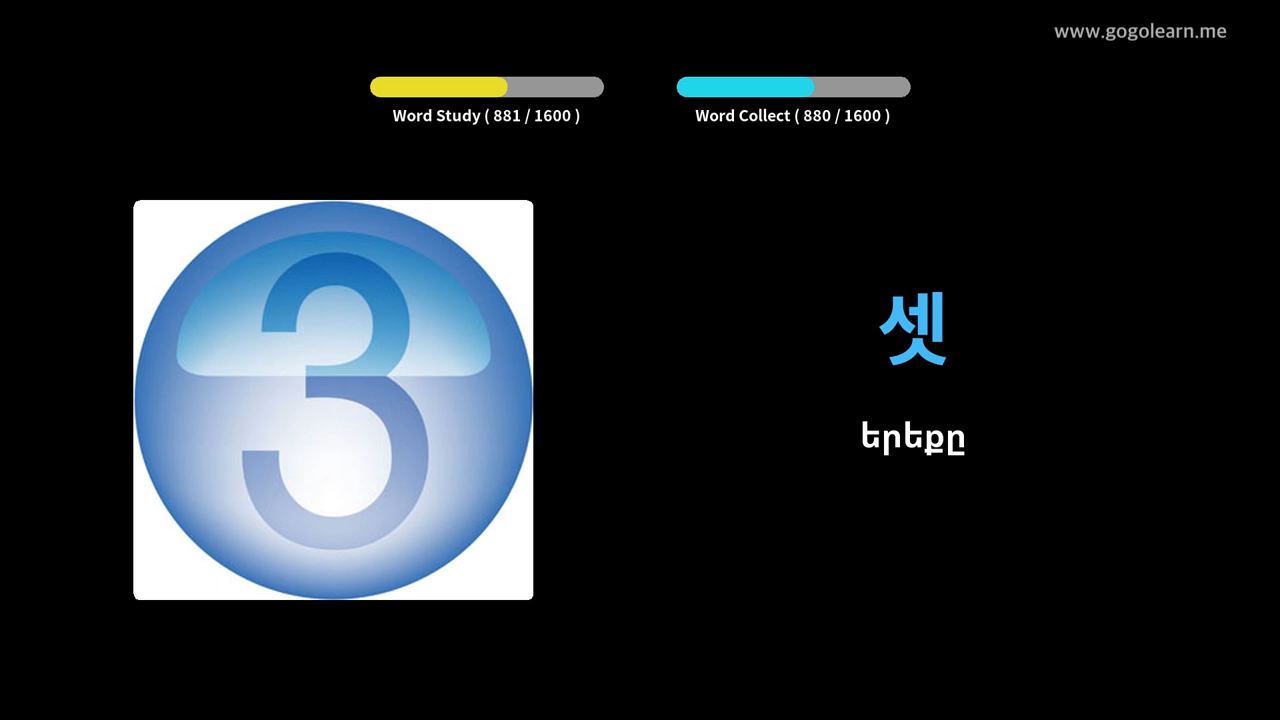 www.gogolearn.me
Word Study ( 881 / 1600 )
Word Collect ( 880 / 1600 )
3
셋
երեքը